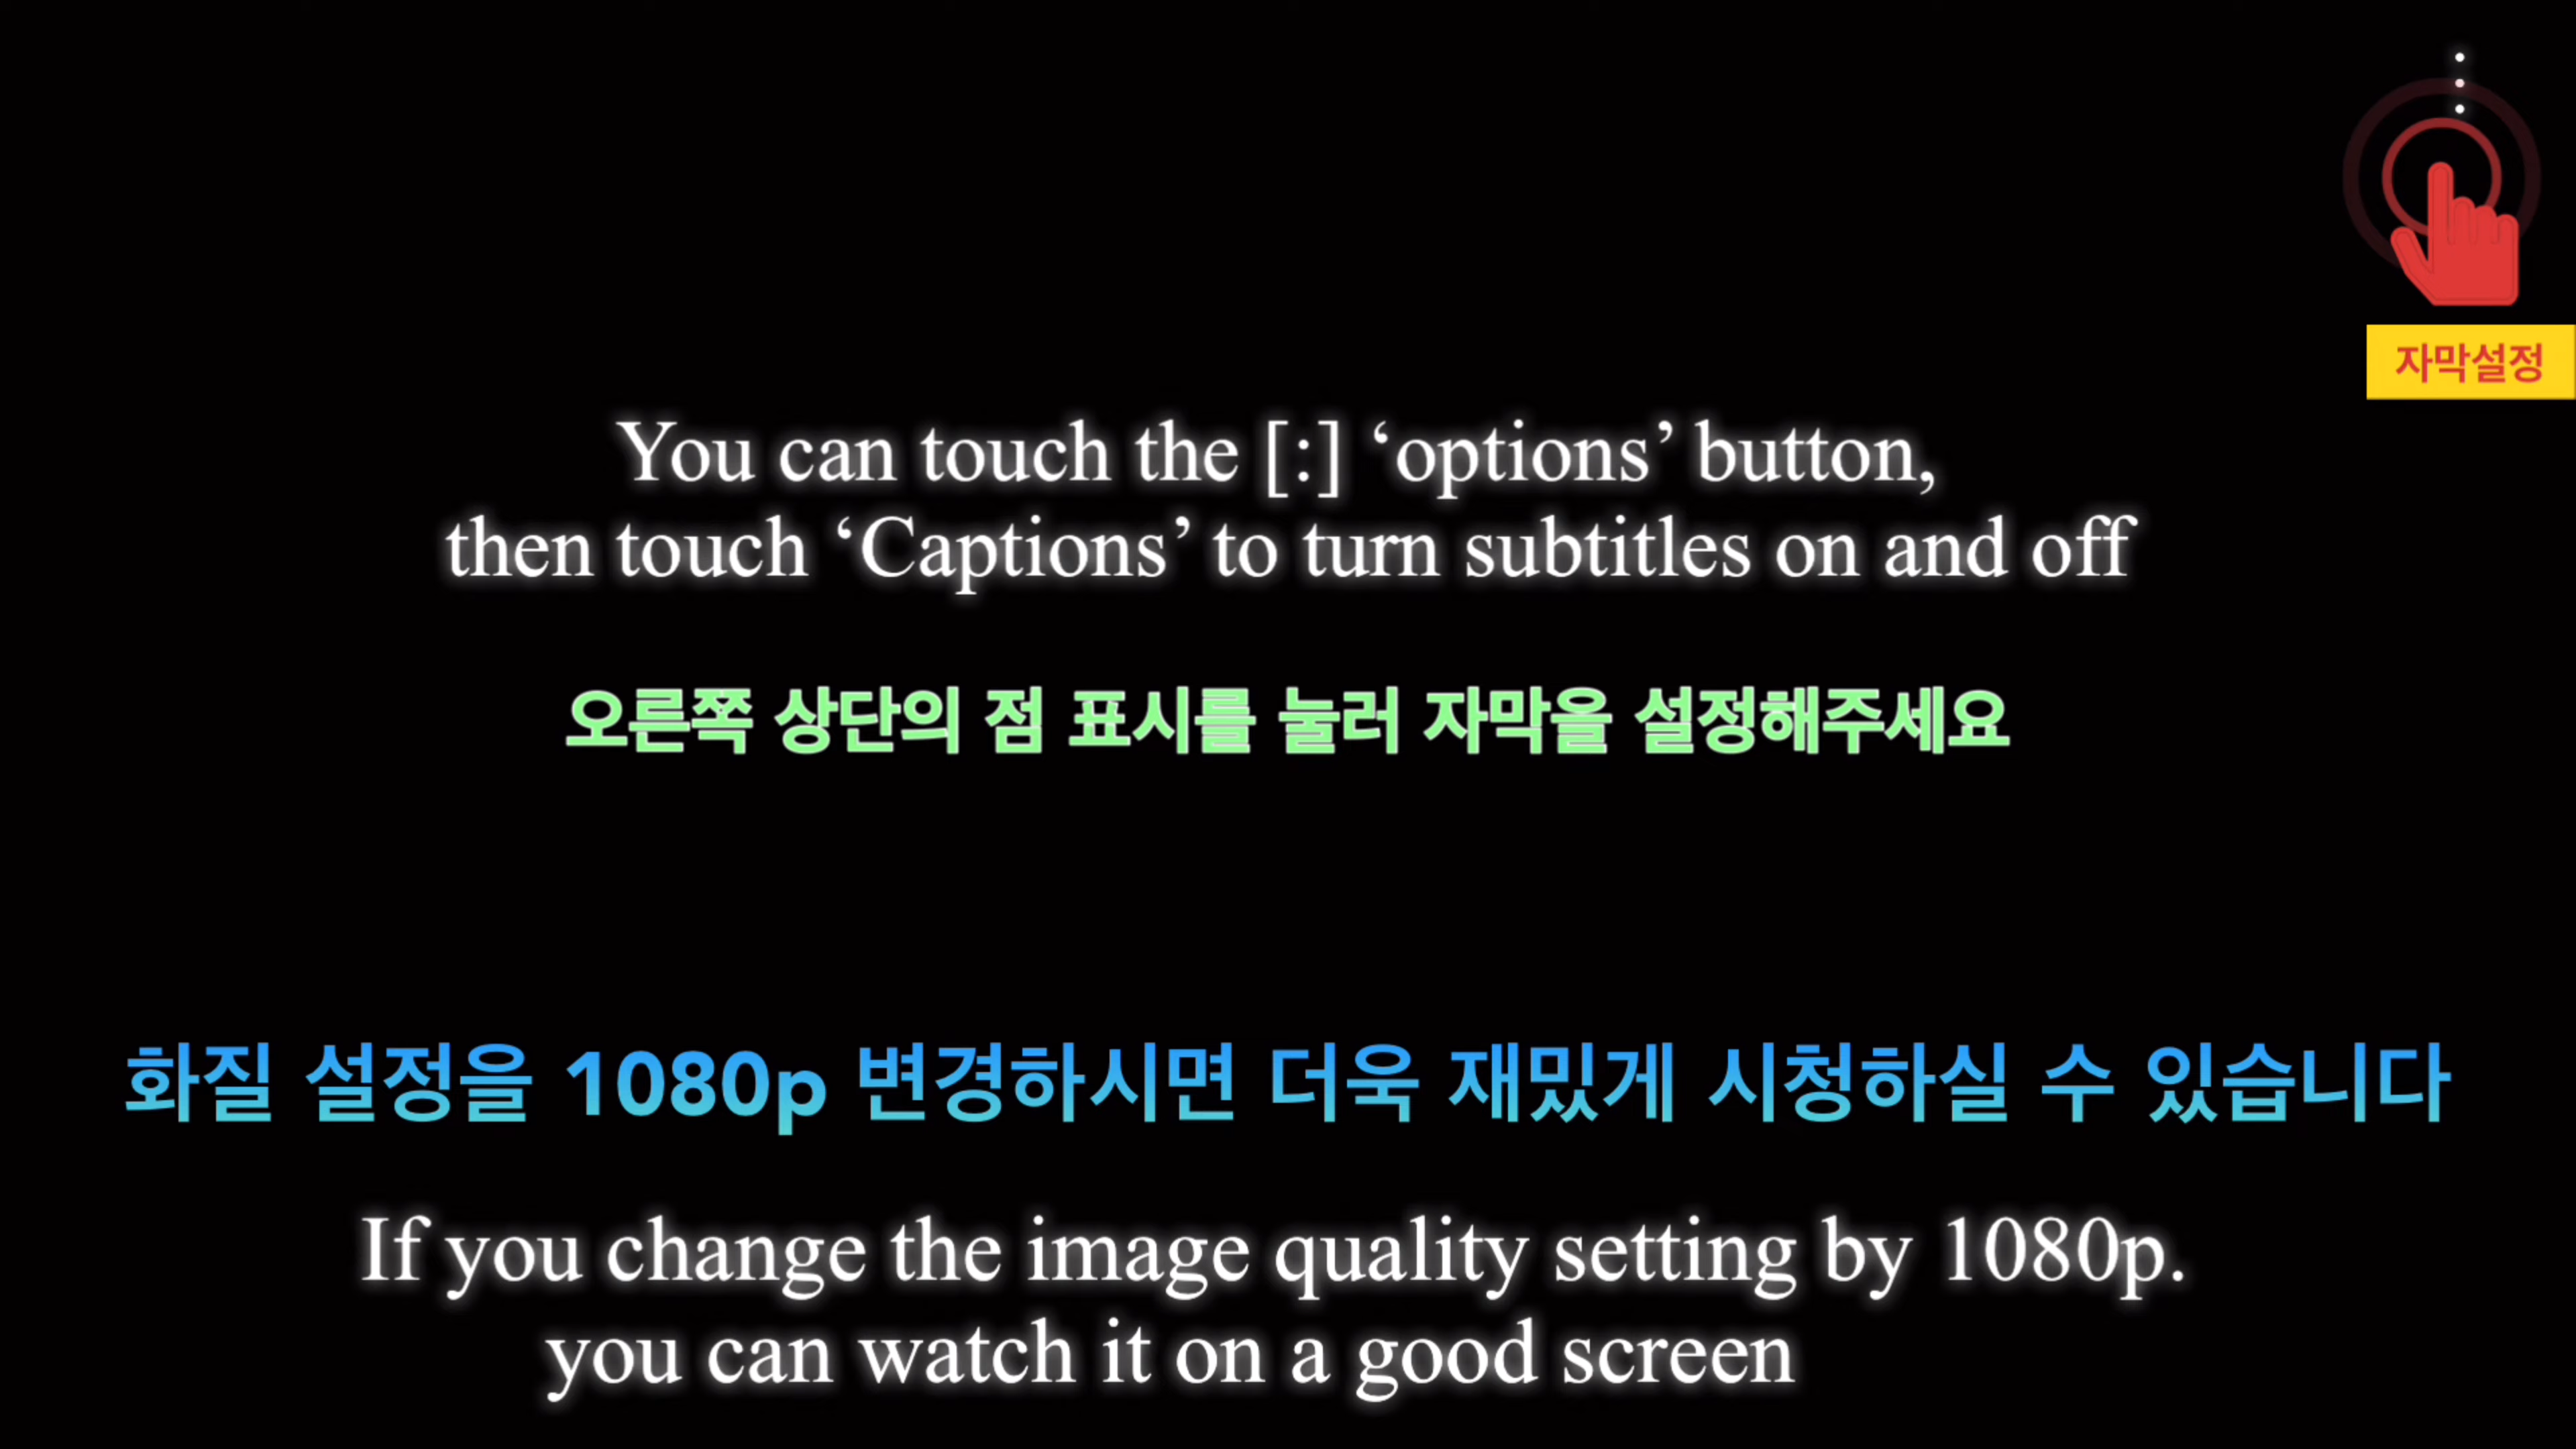 자막설정
You can touch the [:] ‘options’ button,
then touch ‘Captions’ to turn subtitles on and off
오른쪽 상단의 점 표시를 눌러 자막을 설정해주세요
화질 설정을 1080p 변경하시면 더욱 재밌게 시청하실 수 있습니다
If you change the image quality setting by 1080p.
you can watch it on a good screen